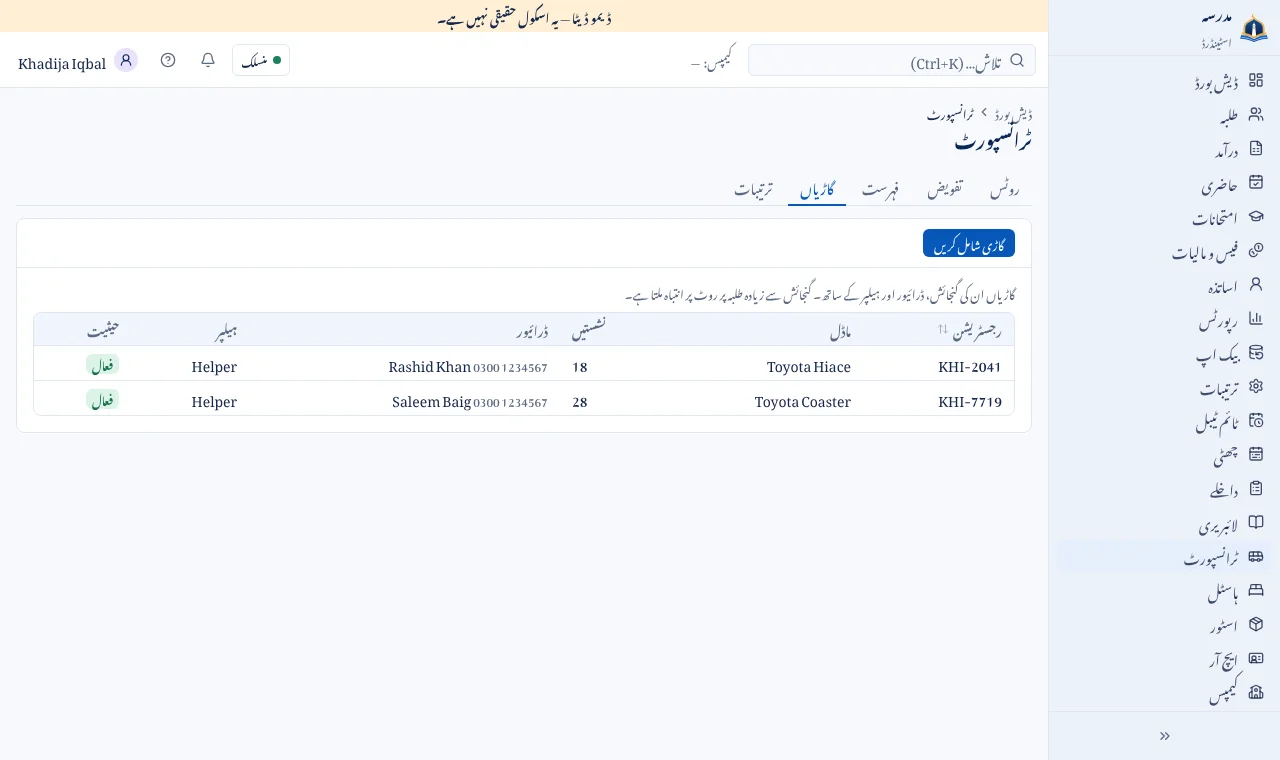 ڈیمو ڈیٹا — یہ اسکول حقیقی نہیں ہے۔
مدرسہ
اسٹینڈرڈ
تلاش... (Ctrl+K)
کیمپس: —
منسلک
Khadija Iqbal
ڈیش بورڈ
طلبہ
درآمد
حاضری
امتحانات
فیس و مالیات
اساتذہ
رپورٹس
بیک اپ
ترتیبات
ٹائم ٹیبل
چھٹی
داخلے
لائبریری
ٹرانسپورٹ
ہاسٹل
اسٹور
ایچ آر
کیمپس
ڈیش بورڈ › ٹرانسپورٹ
ٹرانسپورٹ
روٹس تفویض فہرست گاڑیاں ترتیبات
گاڑی شامل کریں
گاڑیاں ان کی گنجائش، ڈرائیور اور ہیلپر کے ساتھ۔ گنجائش سے زیادہ طلبہ پر روٹ پر انتباہ ملتا ہے۔
رجسٹریشن ماڈل نشستیں ڈرائیور ہیلپر حیثیت
KHI-2041 Toyota Hiace 18 Rashid Khan 0300 1234567 Helper فعال
KHI-7719 Toyota Coaster 28 Saleem Baig 0300 1234567 Helper فعال